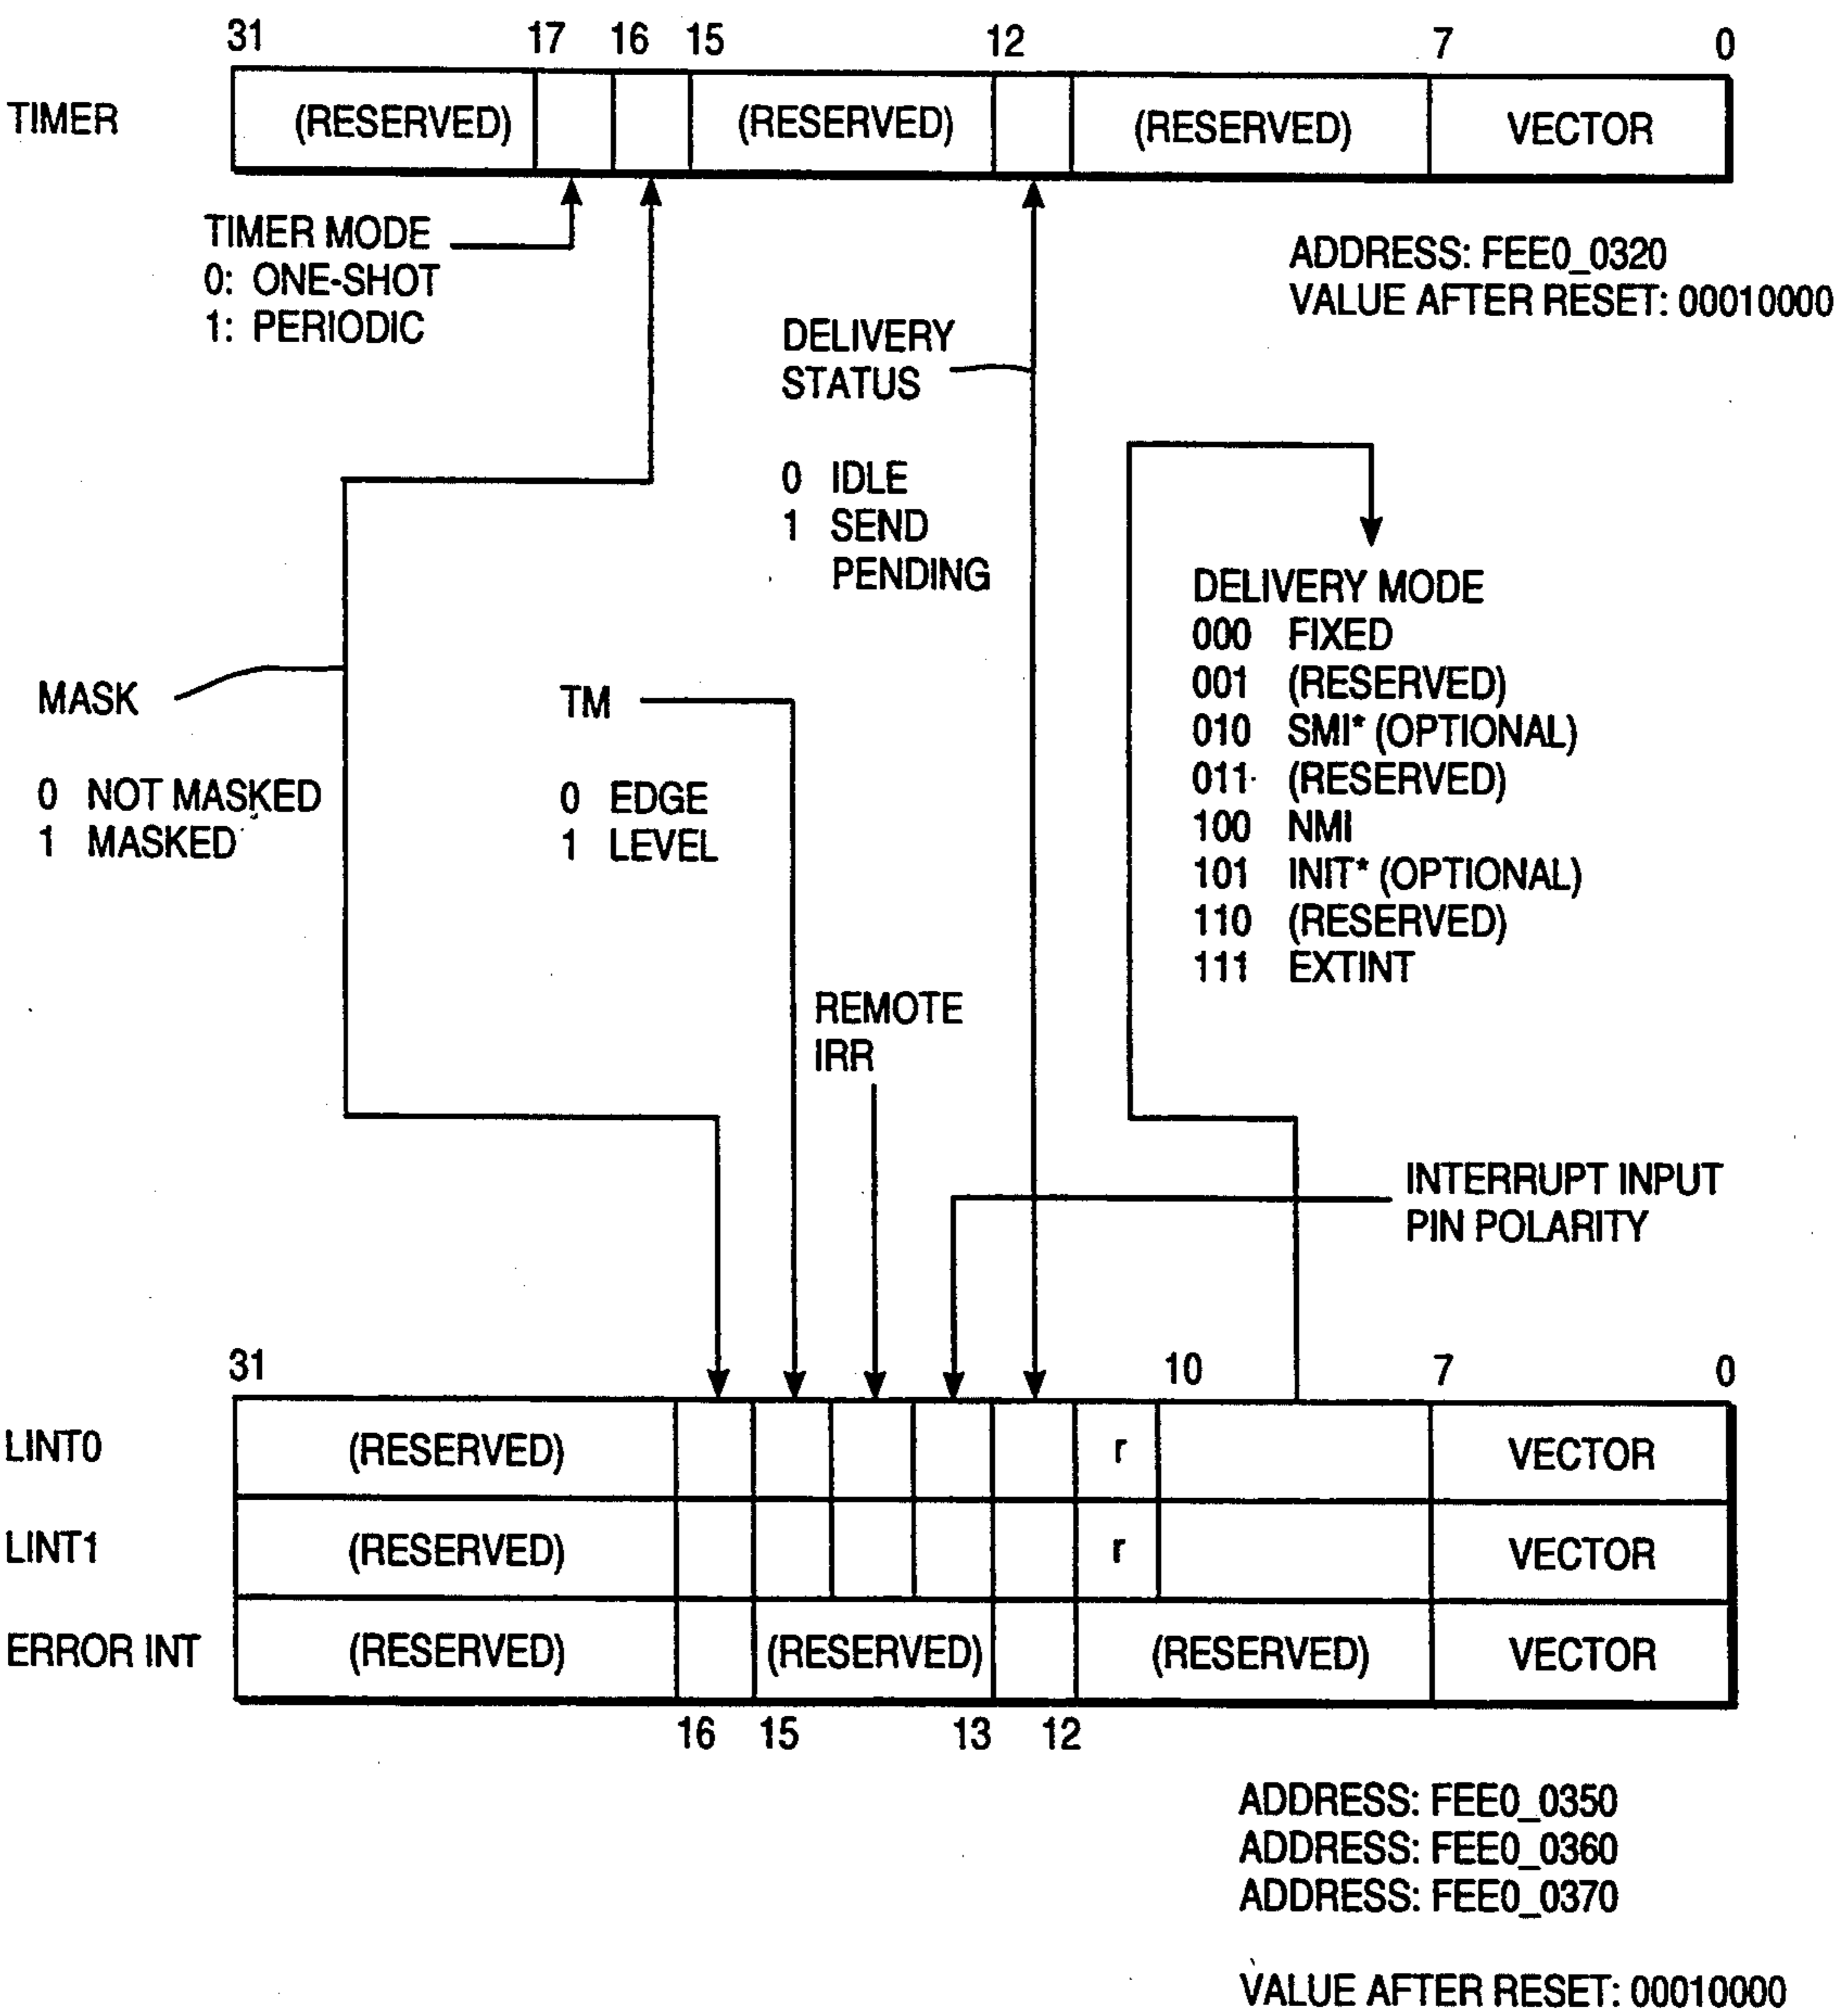 31 17 16 15 12 7 0
TIMER (RESERVED) (RESERVED) (RESERVED) VECTOR
TIMER MODE
0: ONE-SHOT
1: PERIODIC
ADDRESS: FEE0_0320
VALUE AFTER RESET: 00010000
DELIVERY
STATUS
0 IDLE
1 SEND
PENDING
DELIVERY MODE
000 FIXED
001 (RESERVED)
010 SMI* (OPTIONAL)
011 (RESERVED)
100 NMI
101 INIT* (OPTIONAL)
110 (RESERVED)
111 EXTINT
MASK
0 NOT MASKED
1 MASKED
TM
0 EDGE
1 LEVEL
REMOTE
IRR
INTERRUPT INPUT
PIN POLARITY
31 10 7 0
LINT0 (RESERVED) r VECTOR
LINT1 (RESERVED) r VECTOR
ERROR INT (RESERVED) (RESERVED) (RESERVED) VECTOR
16 15 13 12
ADDRESS: FEE0_0350
ADDRESS: FEE0_0360
ADDRESS: FEE0_0370
VALUE AFTER RESET: 00010000